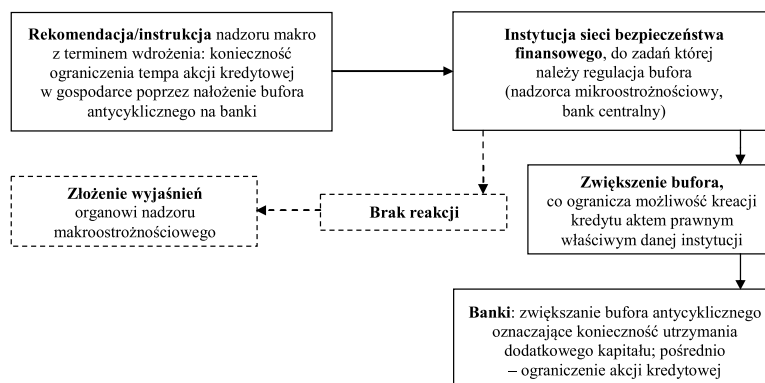 Rekomendacja/instrukcja nadzoru makro
z terminem wdrożenia: konieczność
ograniczenia tempa akcji kredytowej
w gospodarce poprzez nałożenie bufora
antycyklicznego na banki
Instytucja sieci bezpieczeństwa
finansowego, do zadań której
należy regulacja bufora
(nadzorca mikroostrożnościowy,
bank centralny)
Złożenie wyjaśnień
organowi nadzoru
makroostrożnościowego
Brak reakcji
Zwiększenie bufora,
co ogranicza możliwość kreacji
kredytu aktem prawnym
właściwym danej instytucji
Banki: zwiększanie bufora antycyklicznego
oznaczające konieczność utrzymania
dodatkowego kapitału; pośrednio
– ograniczenie akcji kredytowej